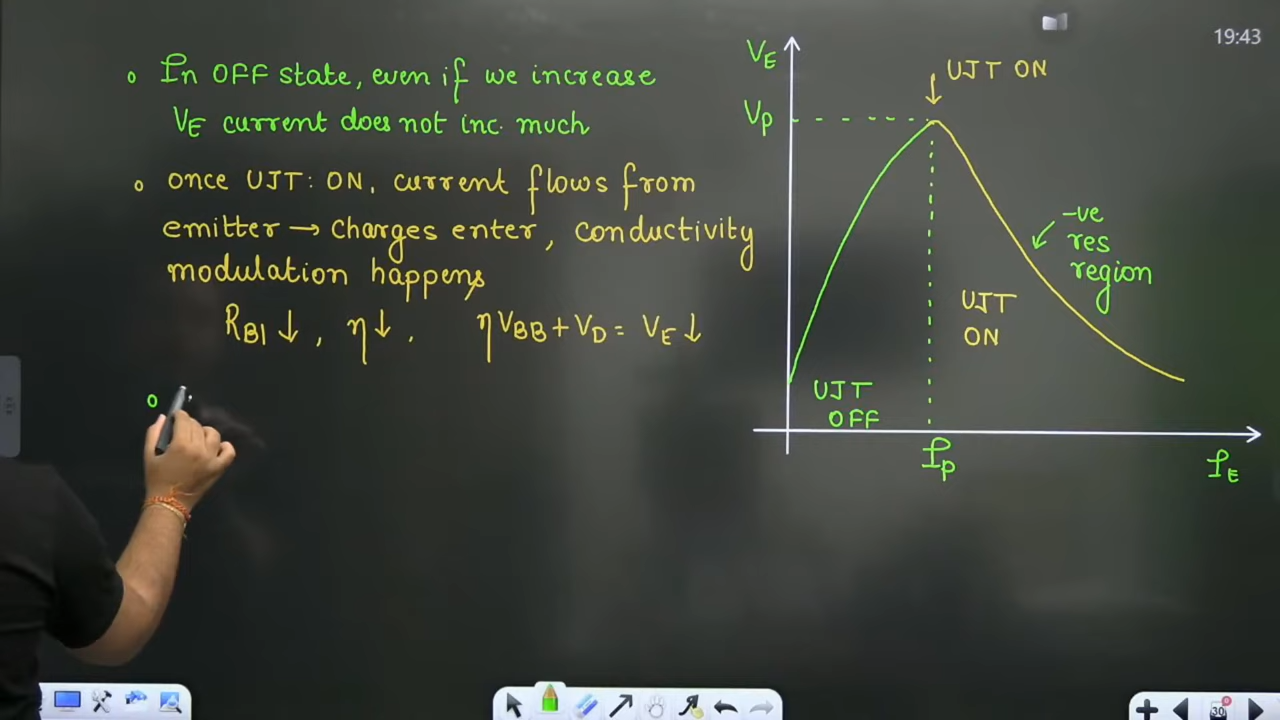 19:43
o In OFF state, even if we increase
VE current does not inc. much
o once UJT: ON, current flows from
emitter → charges enter, conductivity
modulation happens
RB1 ↓, η↓. ηVBB + VD = VE ↓
o
VE
VP
UJT ON
-ve
res
region
UJT
ON
UJT
OFF
IP
IE
30